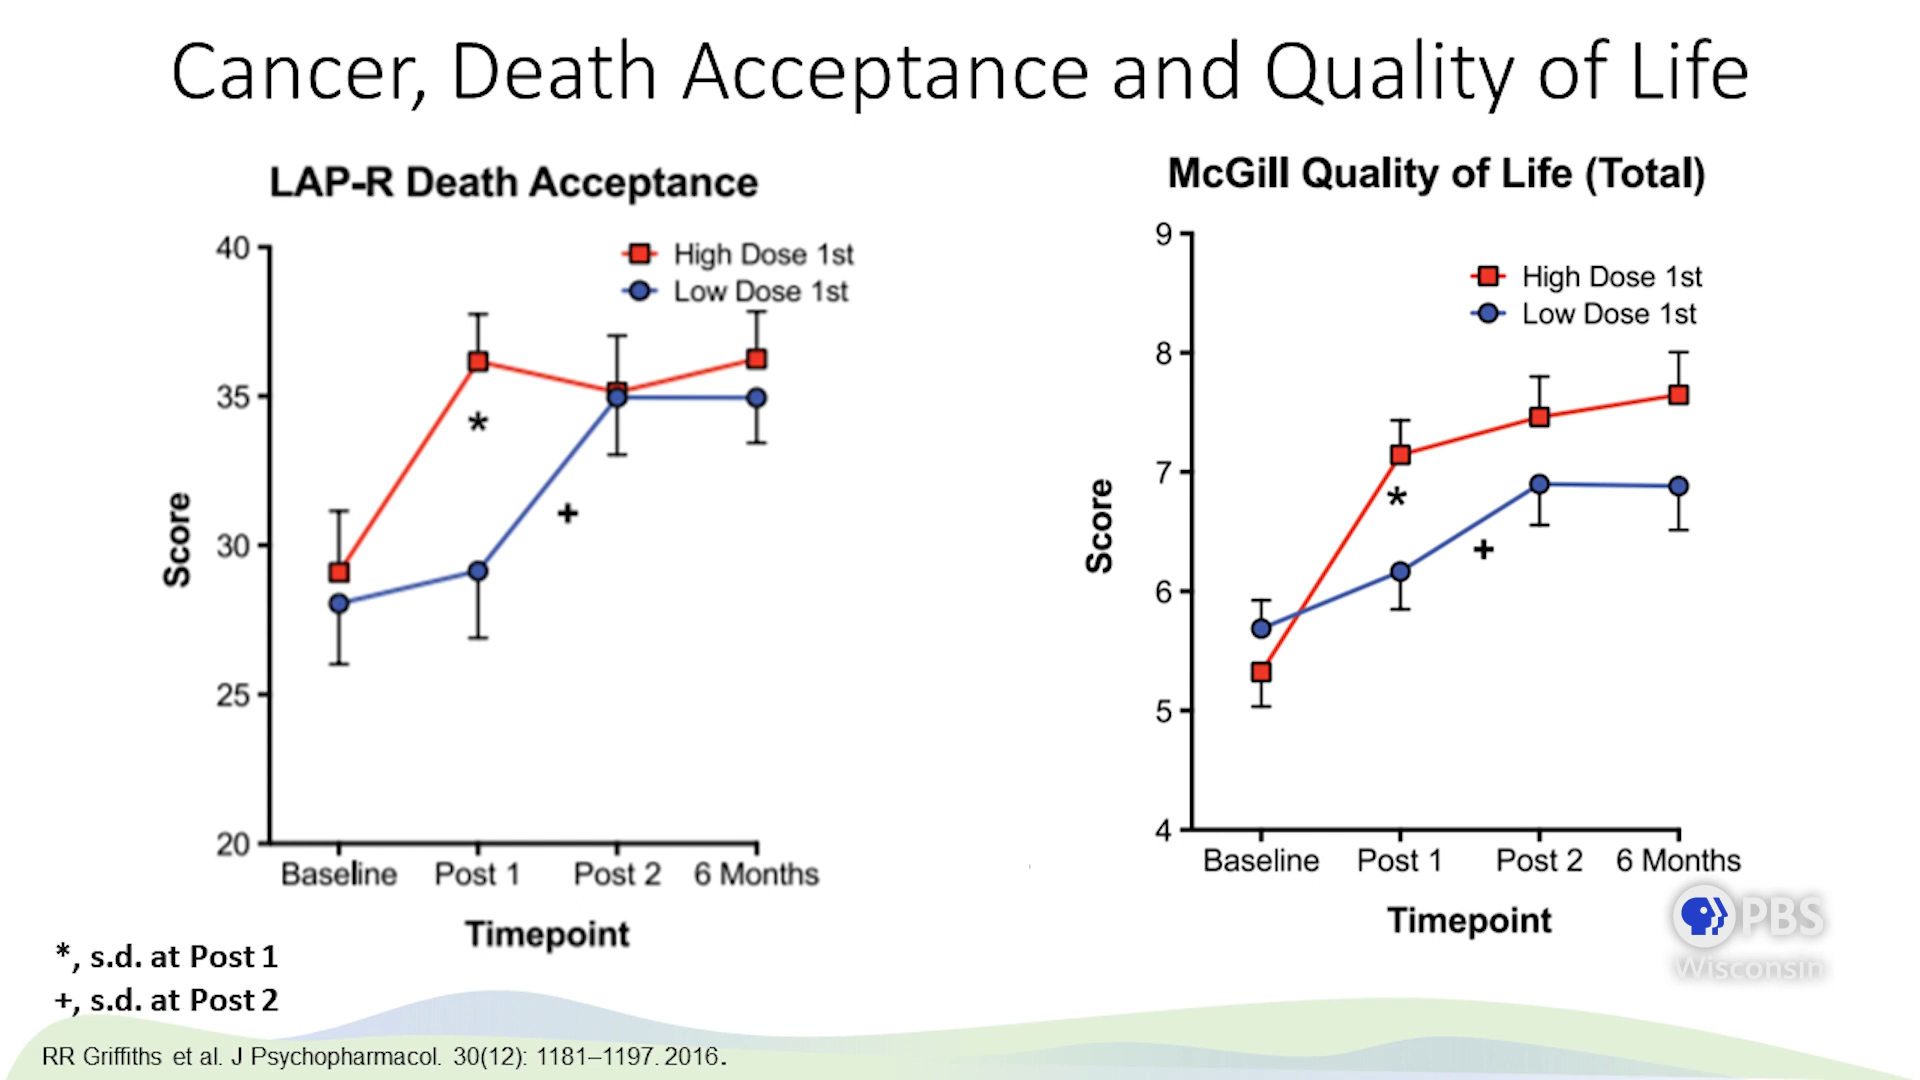 Cancer, Death Acceptance and Quality of Life
LAP-R Death Acceptance
High Dose 1st
Low Dose 1st
40
35
30
25
20
Score
*
+
Baseline Post 1 Post 2 6 Months
Timepoint
McGill Quality of Life (Total)
High Dose 1st
Low Dose 1st
9
8
7
6
5
4
Score
*
+
Baseline Post 1 Post 2 6 Months
Timepoint
PBS
Wisconsin
*, s.d. at Post 1
+, s.d. at Post 2
RR Griffiths et al. J Psychopharmacol. 30(12): 1181–1197. 2016.